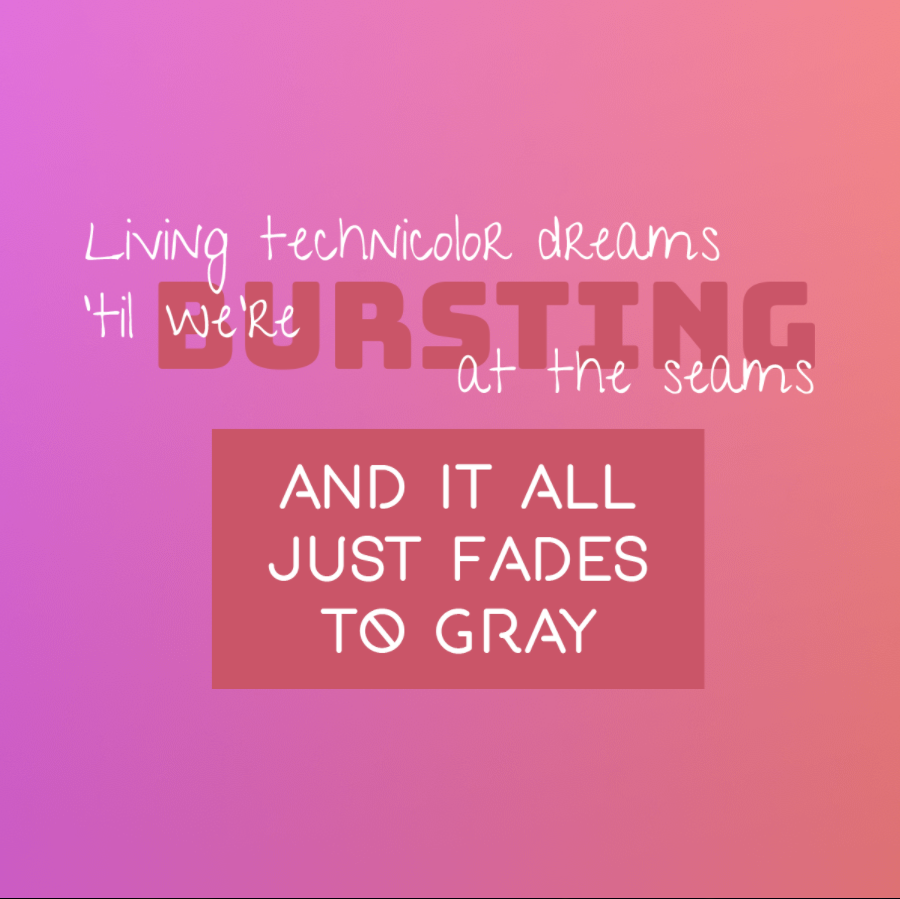 Living technicolor dreams
'til we're BURSTING
at the seams
AND IT ALL
JUST FADES
TO GRAY